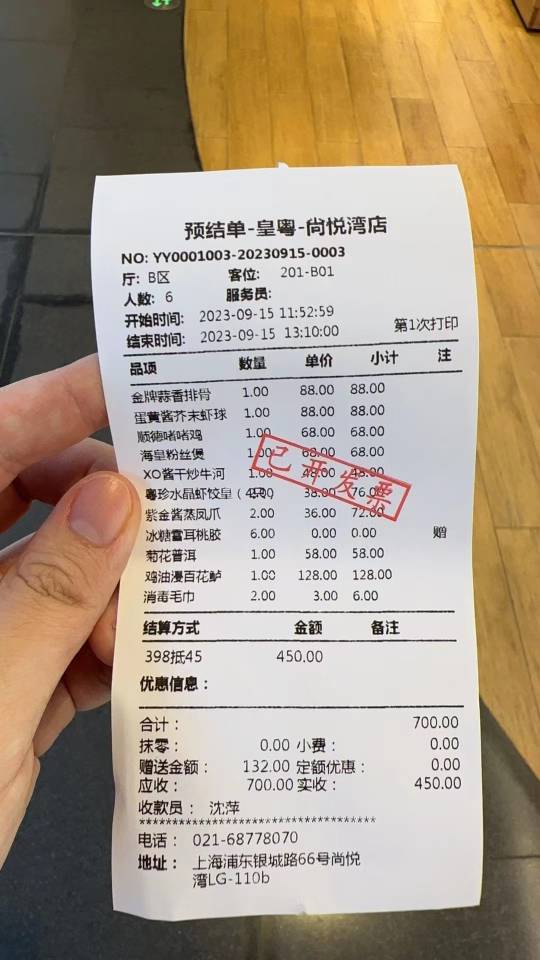 预结单-皇粤-尚悦湾店
NO: YY0001003-20230915-0003
厅: B区 客位: 201-B01
人数: 6 服务员:
开始时间: 2023-09-15 11:52:59
结束时间: 2023-09-15 13:10:00 第1次打印
品项 数量 单价 小计 注
金牌蒜香排骨 1.00 88.00 88.00
蛋黄酱芥末虾球 1.00 88.00 88.00
顺德啫啫鸡 1.00 68.00 68.00
海皇粉丝煲 1.00 68.00 68.00
XO酱干炒牛河 1.00 48.00 48.00
粤珍水晶虾饺皇 38.00 76.00
紫金酱蒸凤爪 2.00 36.00 72.00
冰糖雪耳桃胶 6.00 0.00 0.00 赠
菊花普洱 1.00 58.00 58.00
鸡油浸百花鲈 1.00 128.00 128.00
消毒毛巾 2.00 3.00 6.00
已开发票
结算方式 金额 备注
398抵45 450.00
优惠信息：
合计： 700.00
抹零： 0.00 小费： 0.00
赠送金额： 132.00 定额优惠： 0.00
应收： 700.00 实收： 450.00
收款员： 沈萍
************************************
电话： 021-68778070
地址： 上海浦东银城路66号尚悦
湾LG-110b